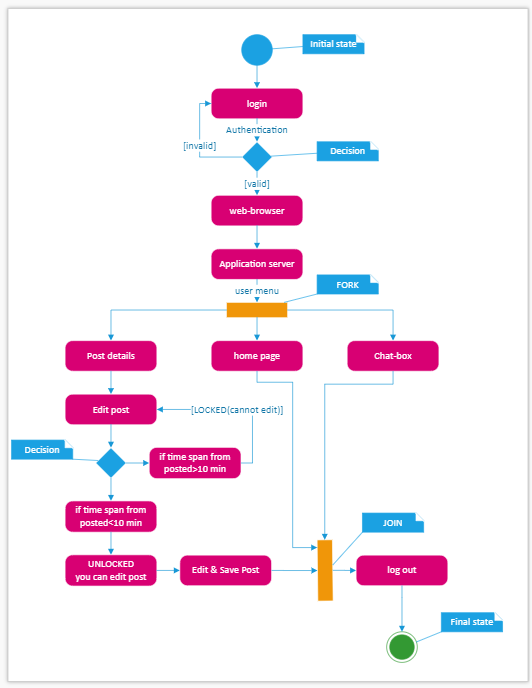 Initial state
login
Authentication
[invalid]
Decision
[valid]
web-browser
Application server
FORK
user menu
Post details
home page
Chat-box
Edit post
[LOCKED(cannot edit)]
Decision
if time span from
posted>10 min
if time span from
posted<10 min
JOIN
UNLOCKED
you can edit post
Edit & Save Post
log out
Final state